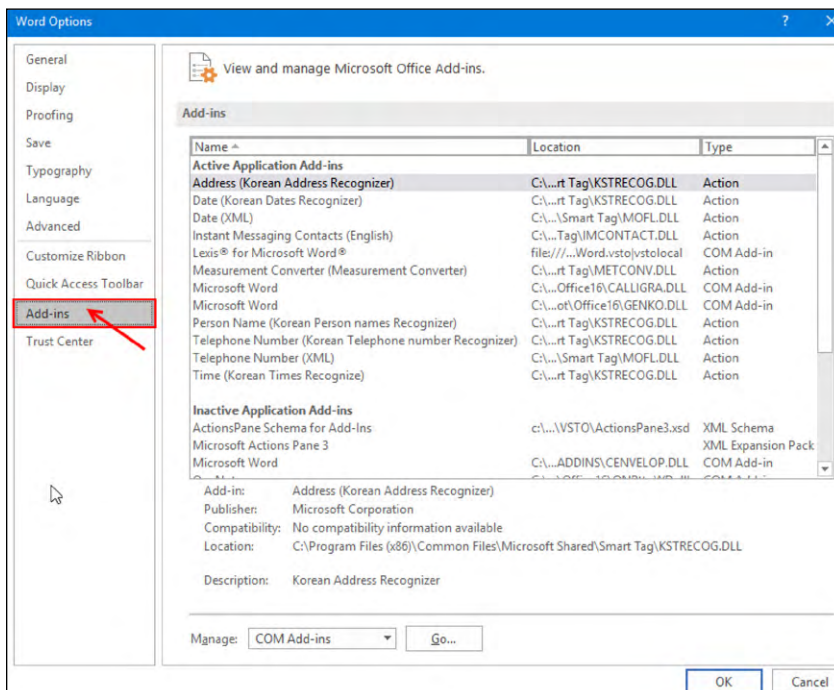 Word Options ? ×
General
Display
Proofing
Save
Typography
Language
Advanced
Customize Ribbon
Quick Access Toolbar
Add-ins
Trust Center
View and manage Microsoft Office Add-ins.
Add-ins
Name Location Type
Active Application Add-ins
Address (Korean Address Recognizer) C:\...rt Tag\KSTRECOG.DLL Action
Date (Korean Dates Recognizer) C:\...rt Tag\KSTRECOG.DLL Action
Date (XML) C:\...\Smart Tag\MOFL.DLL Action
Instant Messaging Contacts (English) C:\...Tag\IMCONTACT.DLL Action
Lexis® for Microsoft Word® file:///...Word.vsto|vstolocal COM Add-in
Measurement Converter (Measurement Converter) C:\...rt Tag\METCONV.DLL Action
Microsoft Word C:\...Office16\CALLIGRA.DLL COM Add-in
Microsoft Word C:\...ot\Office16\GENKO.DLL COM Add-in
Person Name (Korean Person names Recognizer) C:\...rt Tag\KSTRECOG.DLL Action
Telephone Number (Korean Telephone number Recognizer) C:\...rt Tag\KSTRECOG.DLL Action
Telephone Number (XML) C:\...\Smart Tag\MOFL.DLL Action
Time (Korean Times Recognize) C:\...rt Tag\KSTRECOG.DLL Action
Inactive Application Add-ins
ActionsPane Schema for Add-Ins c:\...\VSTO\ActionsPane3.xsd XML Schema
Microsoft Actions Pane 3 XML Expansion Pack
Microsoft Word C:\...ADDINS\CENVELOP.DLL COM Add-in
Add-in: Address (Korean Address Recognizer)
Publisher: Microsoft Corporation
Compatibility: No compatibility information available
Location: C:\Program Files (x86)\Common Files\Microsoft Shared\Smart Tag\KSTRECOG.DLL
Description: Korean Address Recognizer
Manage: COM Add-ins Go...
OK Cancel